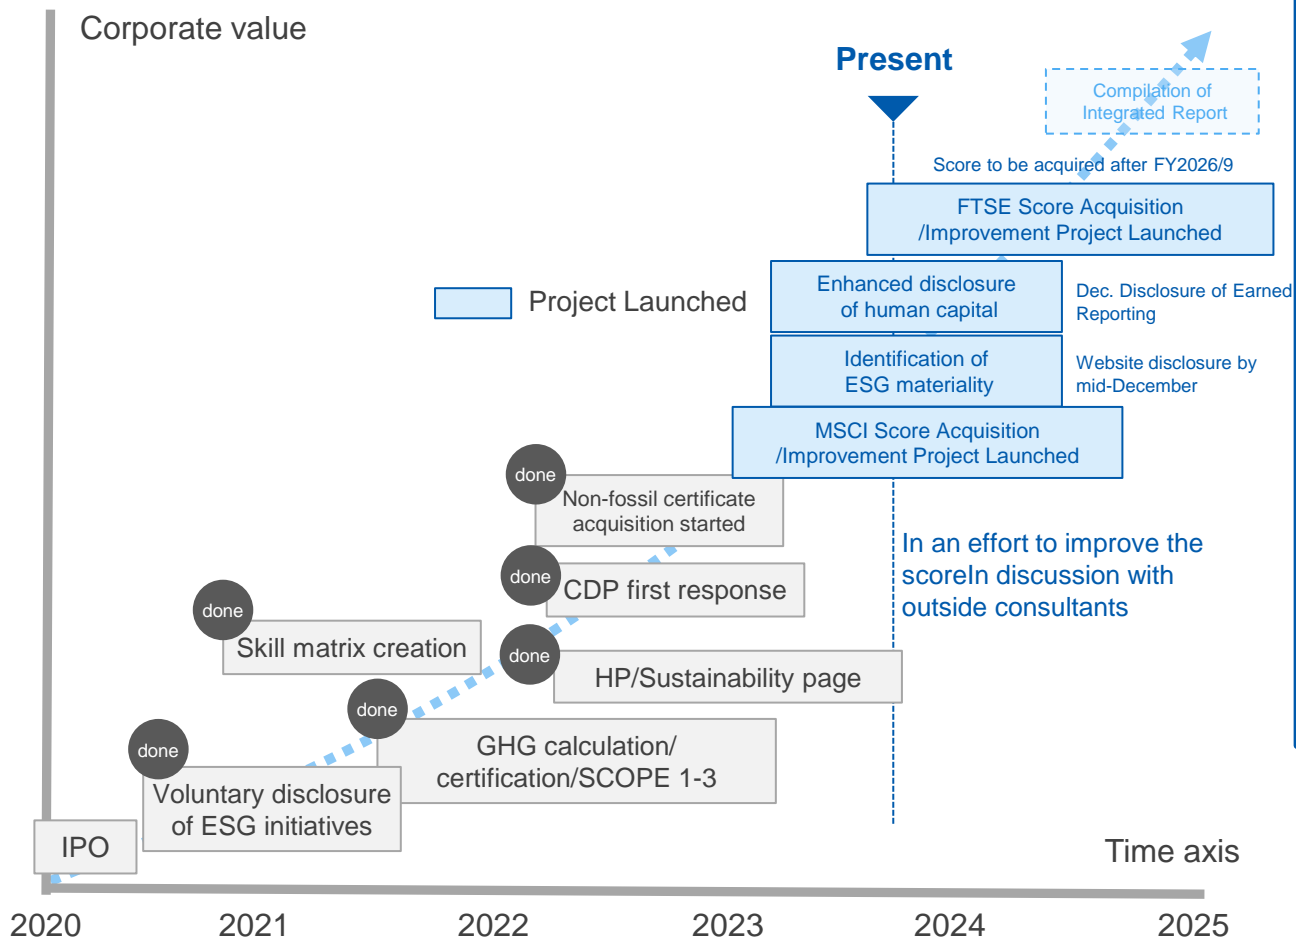 Corporate value
Present
Compilation of
Integrated Report
Score to be acquired after FY2026/9
FTSE Score Acquisition
/Improvement Project Launched
Project Launched
Enhanced disclosure
of human capital
Dec. Disclosure of Earned
Reporting
Identification of
ESG materiality
Website disclosure by
mid-December
MSCI Score Acquisition
/Improvement Project Launched
done
Non-fossil certificate
acquisition started
In an effort to improve the
scoreIn discussion with
outside consultants
done
CDP first response
done
Skill matrix creation
done
HP/Sustainability page
done
GHG calculation/
certification/SCOPE 1-3
done
Voluntary disclosure
of ESG initiatives
IPO
Time axis
2020
2021
2022
2023
2024
2025